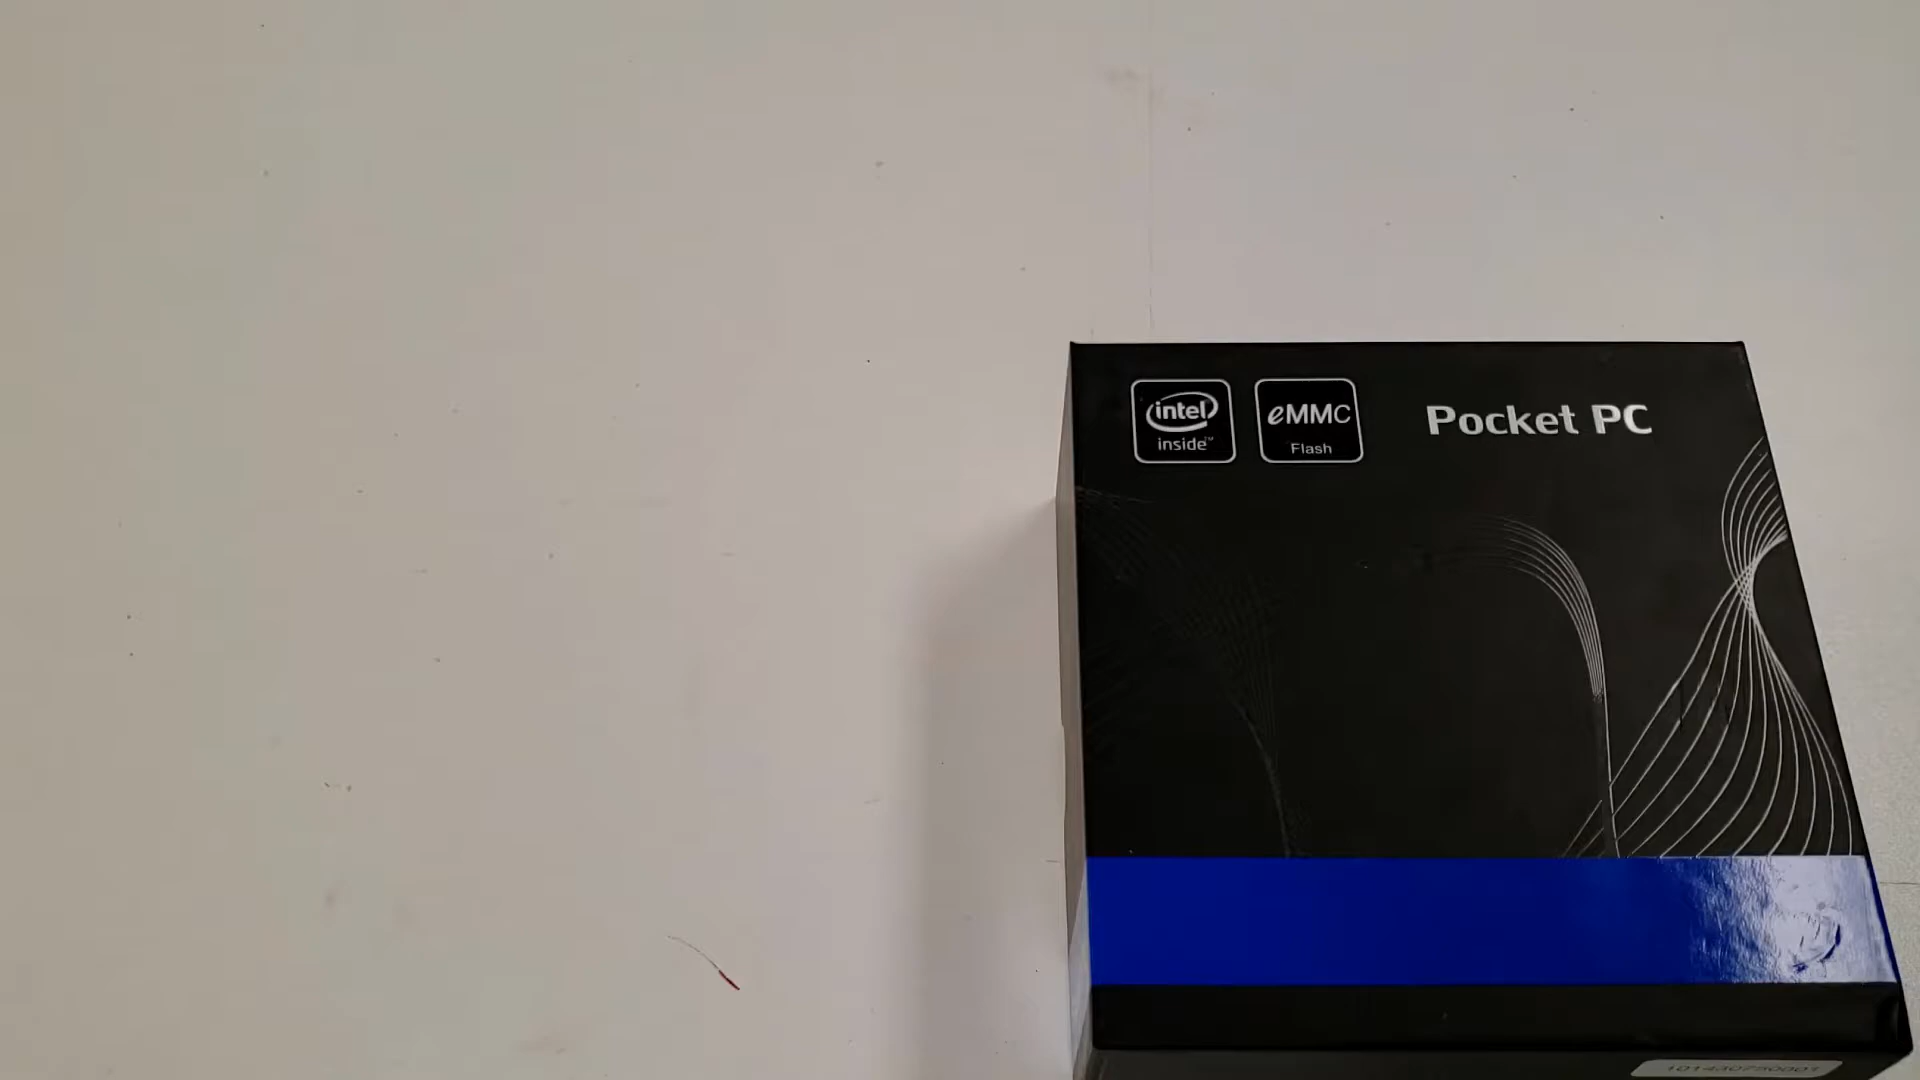 intel
inside™
eMMC
Flash
Pocket PC